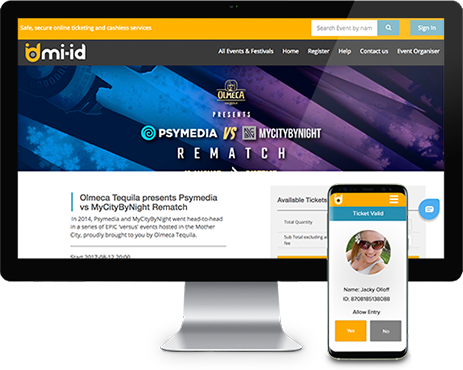 Safe, secure online ticketing and cashless services
Search Event by nam
Sign In
mi-id
All Events & Festivals Home Register Help Contact us Event Organiser
OLMECA
PRESENTS
PSYMEDIA VS MYCITYBYNIGHT
REMATCH
Olmeca Tequila presents Psymedia
vs MyCityByNight Rematch
In 2014, Psymedia and MyCityByNight went head-to-head
in a series of EPIC 'versus' events hosted in the Mother
City, proudly brought to you by Olmeca Tequila.
Start 2017-08-12 20:00
Available Tickets
Total Quantity
Sub Total excluding
fee
Ticket Valid
Name: Jacky Olloff
ID: 8708185138088
Allow Entry
Yes No